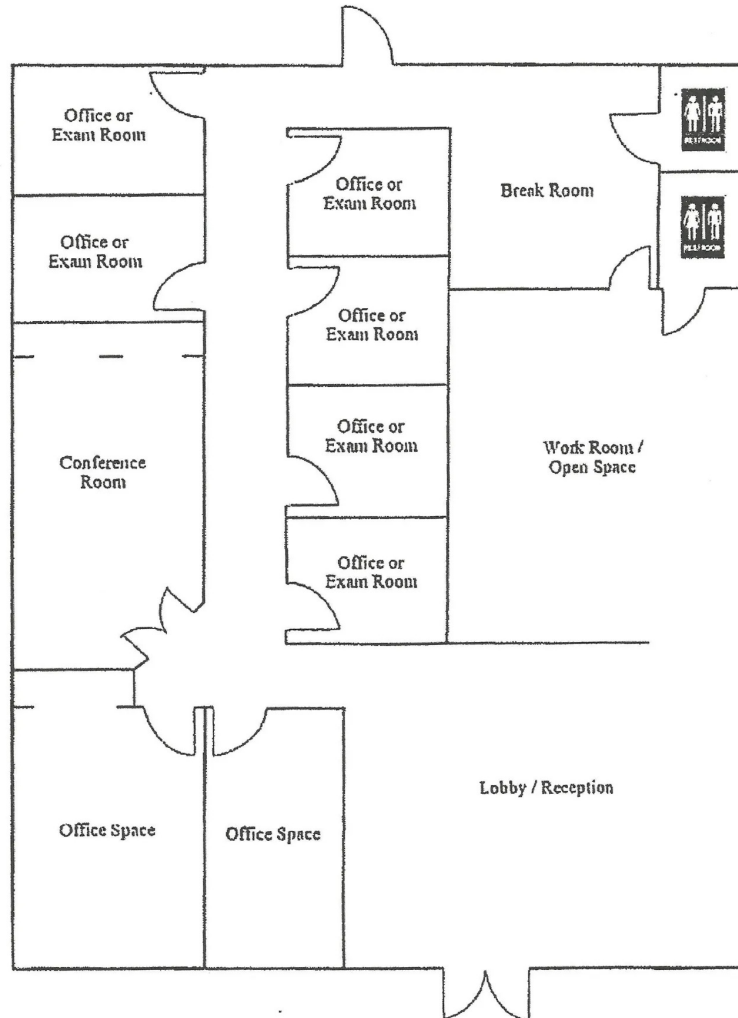 Office or
Exam Room
Office or
Exam Room
Break Room
RESTROOM
Office or
Exam Room
RESTROOM
Office or
Exam Room
Office or
Exam Room
Work Room /
Open Space
Conference
Room
Office or
Exam Room
Lobby / Reception
Office Space
Office Space